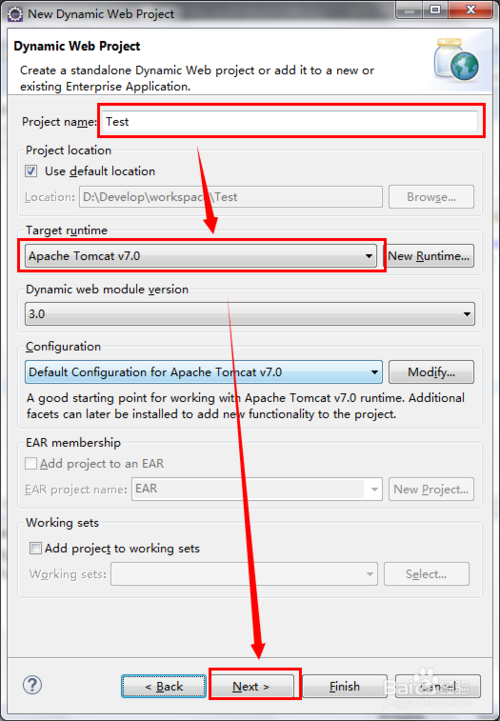 New Dynamic Web Project
Dynamic Web Project
Create a standalone Dynamic Web project or add it to a new or
existing Enterprise Application.
Project name: Test
Project location
Use default location
Location: D:\Develop\workspace\Test Browse...
Target runtime
Apache Tomcat v7.0 New Runtime...
Dynamic web module version
3.0
Configuration
Default Configuration for Apache Tomcat v7.0 Modify...
A good starting point for working with Apache Tomcat v7.0 runtime. Additional
facets can later be installed to add new functionality to the project.
EAR membership
Add project to an EAR
EAR project name: EAR New Project...
Working sets
Add project to working sets
Working sets: Select...
? < Back Next > Finish Cancel